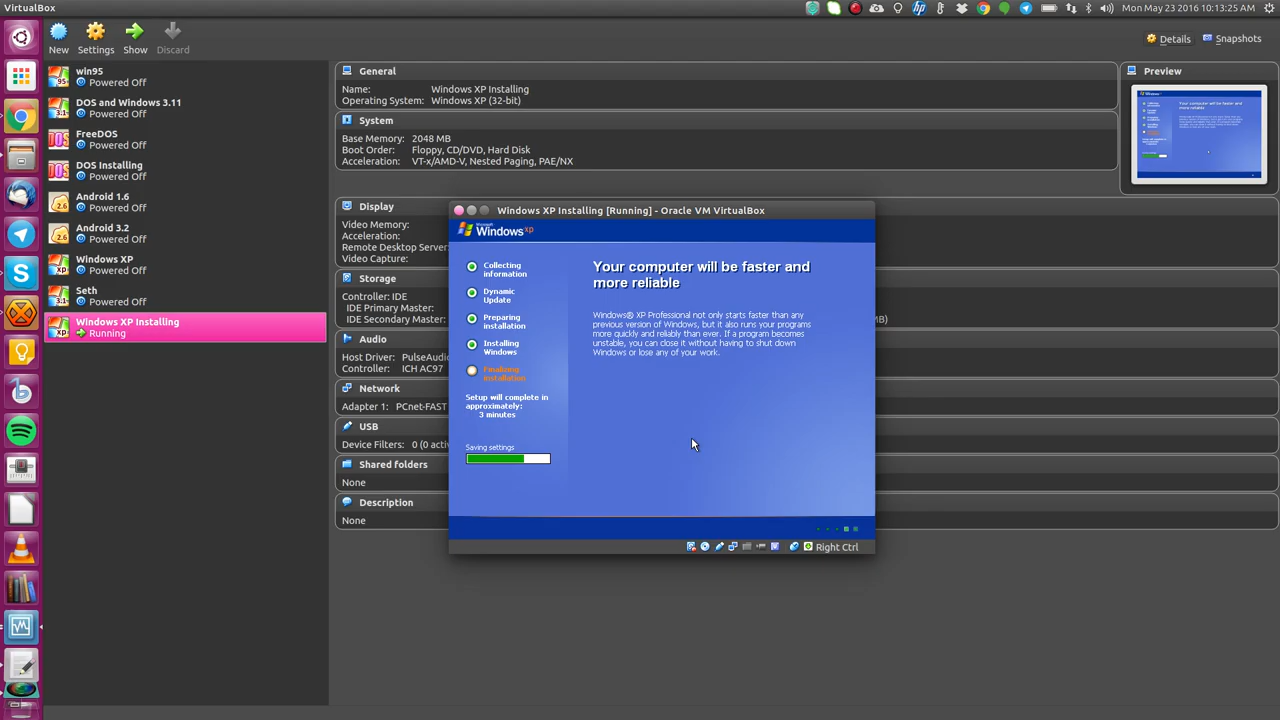 VirtualBox
Mon May 23 2016 10:13:25 AM
New
Settings
Show
Discard
Details
Snapshots
win95
Powered Off
DOS and Windows 3.11
Powered Off
FreeDOS
Powered Off
DOS Installing
Powered Off
Android 1.6
Powered Off
Android 3.2
Powered Off
Windows XP
Powered Off
Seth
Powered Off
Windows XP Installing
Running
General
Name: Windows XP Installing
Operating System: Windows XP (32-bit)
System
Base Memory: 2048 MB
Boot Order: Floppy, CD/DVD, Hard Disk
Acceleration: VT-x/AMD-V, Nested Paging, PAE/NX
Preview
Display
Video Memory:
Acceleration:
Remote Desktop Server:
Video Capture:
Storage
Controller: IDE
IDE Primary Master:
IDE Secondary Master:
MB)
Audio
Host Driver: PulseAudio
Controller: ICH AC97
Network
Adapter 1: PCnet-FAST
USB
Device Filters: 0 (0 activ
Shared folders
None
Description
None
Windows XP Installing [Running] - Oracle VM VirtualBox
Microsoft
Windows xp
Collecting
information
Dynamic
Update
Preparing
installation
Installing
Windows
Finalizing
installation
Setup will complete in
approximately:
3 minutes
Saving settings
Your computer will be faster and
more reliable
Windows® XP Professional not only starts faster than any
previous version of Windows, but it also runs your programs
more quickly and reliably than ever. If a program becomes
unstable, you can close it without having to shut down
Windows or lose any of your work.
Right Ctrl